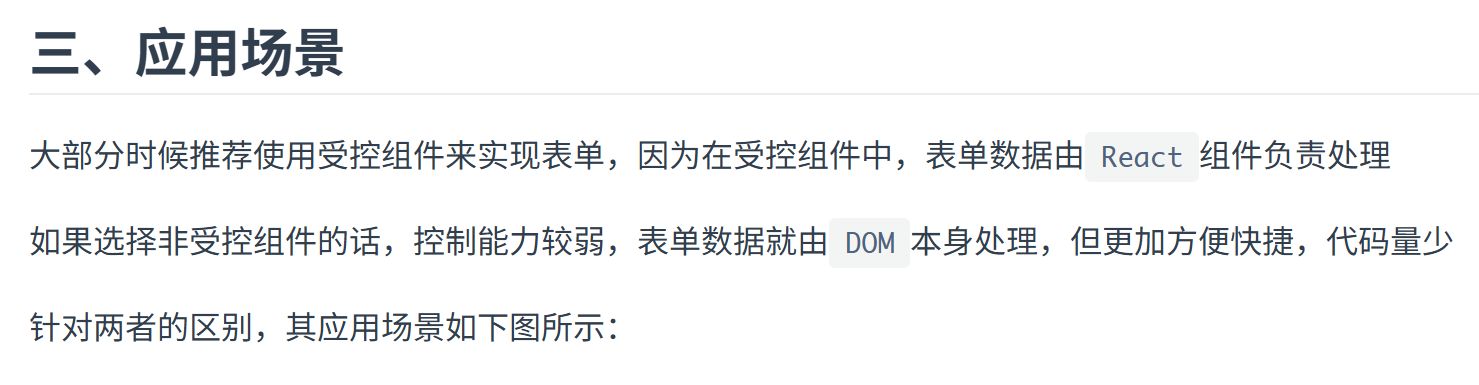 三、应用场景
大部分时候推荐使用受控组件来实现表单，因为在受控组件中，表单数据由 React 组件负责处理
如果选择非受控组件的话，控制能力较弱，表单数据就由 DOM 本身处理，但更加方便快捷，代码量少
针对两者的区别，其应用场景如下图所示：